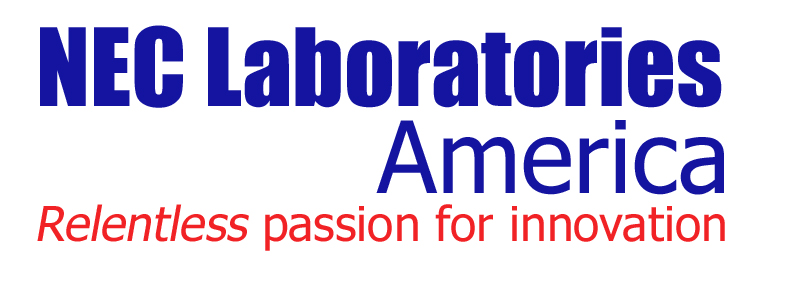 NEC Laboratories
America
Relentless passion for innovation